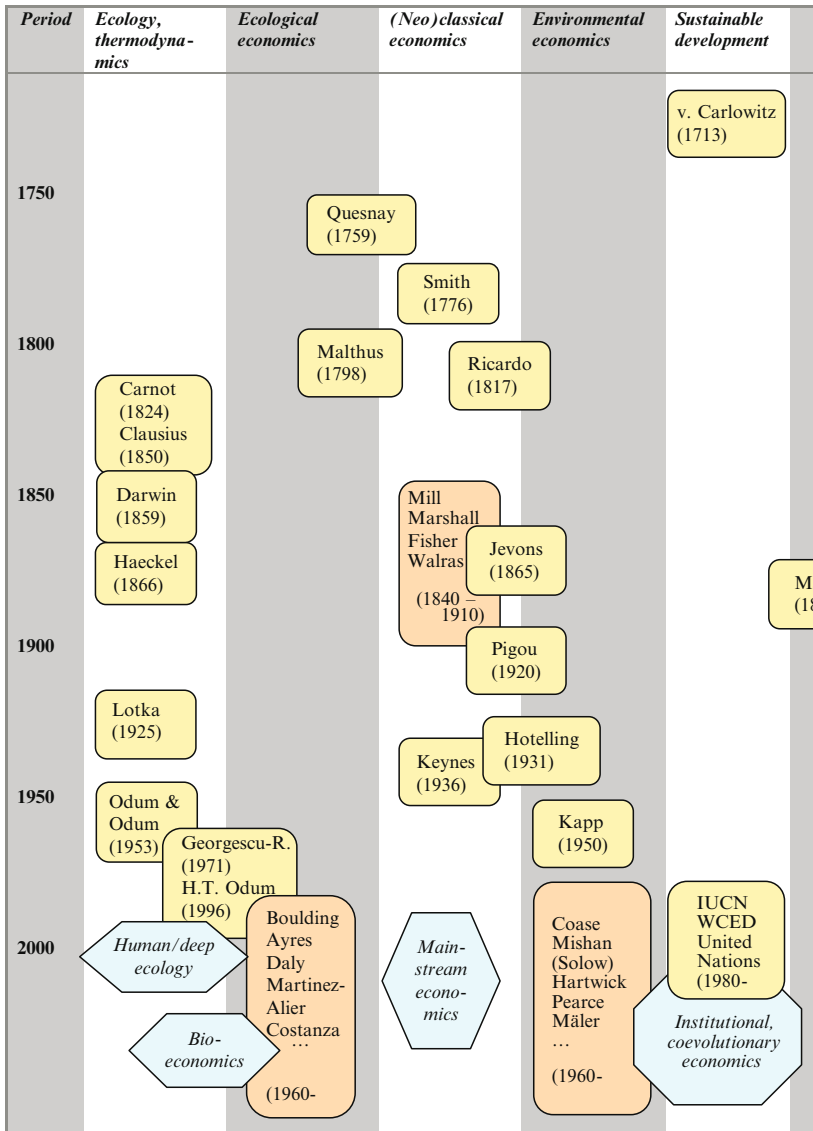 Period
Ecology,
thermodyna-
mics
Ecological
economics
(Neo)classical
economics
Environmental
economics
Sustainable
development
v. Carlowitz
(1713)
1750
Quesnay
(1759)
Smith
(1776)
1800
Malthus
(1798)
Ricardo
(1817)
Carnot
(1824)
Clausius
(1850)
1850
Darwin
(1859)
Mill
Marshall
Fisher
Walras
(1840 –
1910)
Jevons
(1865)
Haeckel
(1866)
M
(18
1900
Pigou
(1920)
Lotka
(1925)
Keynes
(1936)
Hotelling
(1931)
1950
Odum &
Odum
(1953)
Kapp
(1950)
Georgescu-R.
(1971)
H.T. Odum
(1996)
2000
Human/deep
ecology
Boulding
Ayres
Daly
Martinez-
Alier
Costanza
...
(1960-
Bio-
economics
Main-
stream
econo-
mics
Coase
Mishan
(Solow)
Hartwick
Pearce
Mäler
...
(1960-
IUCN
WCED
United
Nations
(1980-
Institutional,
coevolutionary
economics